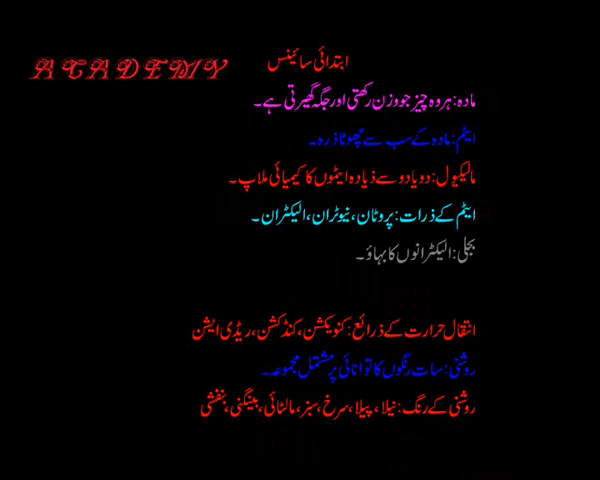 ACADEMY
ابتدائی سائینس
مادہ: ہر وہ چیز جو وزن رکھتی اور جگہ گھیرتی ہے۔
ایٹم: مادہ کے سب سے چھوٹا ذرہ۔
مالیکیول: دو یا دو سے ذیادہ ایٹموں کا کیمیائی ملاپ۔
ایٹم کے ذرات: پروٹان، نیوٹران، الیکٹران۔
بجلی: الیکٹرانوں کا بہاؤ۔
انتقال حرارت کے ذرائع: کنویکشن، کنڈکشن، ریڈی ایشن
روشنی: سات رنگوں کا توانائی پر مشتمل مجموعہ۔
روشنی کے رنگ: نیلا، پیلا، سرخ، سبز، مالٹائی، بینگنی، بنفشی